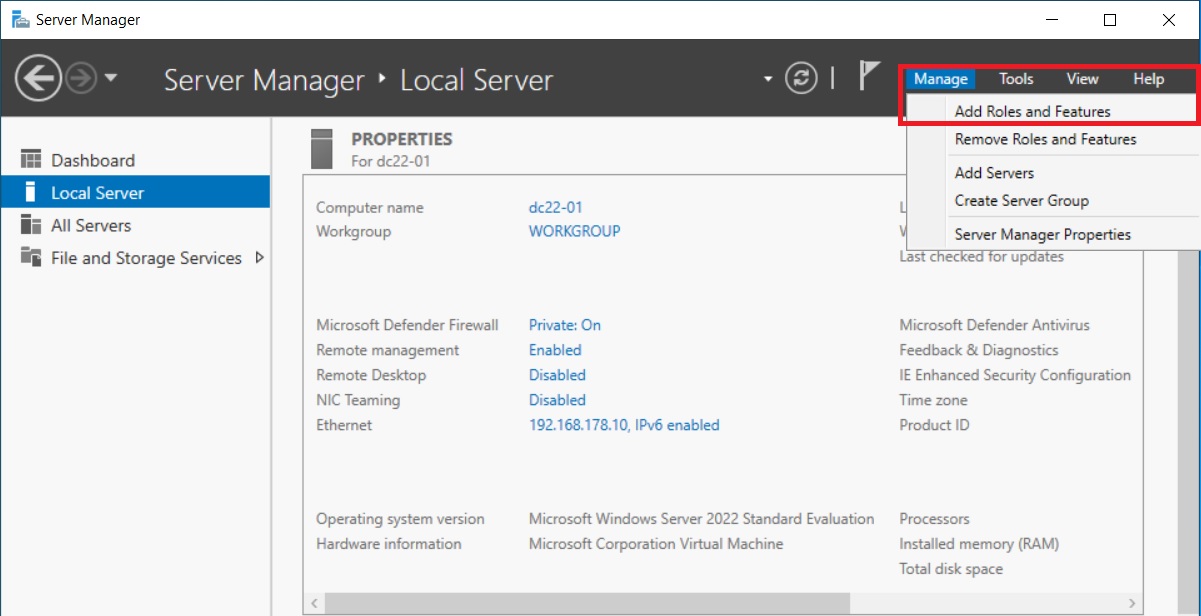 Server Manager
Server Manager ‣ Local Server
Manage Tools View Help
Add Roles and Features
Remove Roles and Features
Add Servers
Create Server Group
Server Manager Properties
Dashboard
Local Server
All Servers
File and Storage Services
PROPERTIES
For dc22-01
Computer name dc22-01
Workgroup WORKGROUP
Last checked for updates
Microsoft Defender Firewall Private: On Microsoft Defender Antivirus
Remote management Enabled Feedback & Diagnostics
Remote Desktop Disabled IE Enhanced Security Configuration
NIC Teaming Disabled Time zone
Ethernet 192.168.178.10, IPv6 enabled Product ID
Operating system version Microsoft Windows Server 2022 Standard Evaluation Processors
Hardware information Microsoft Corporation Virtual Machine Installed memory (RAM)
Total disk space